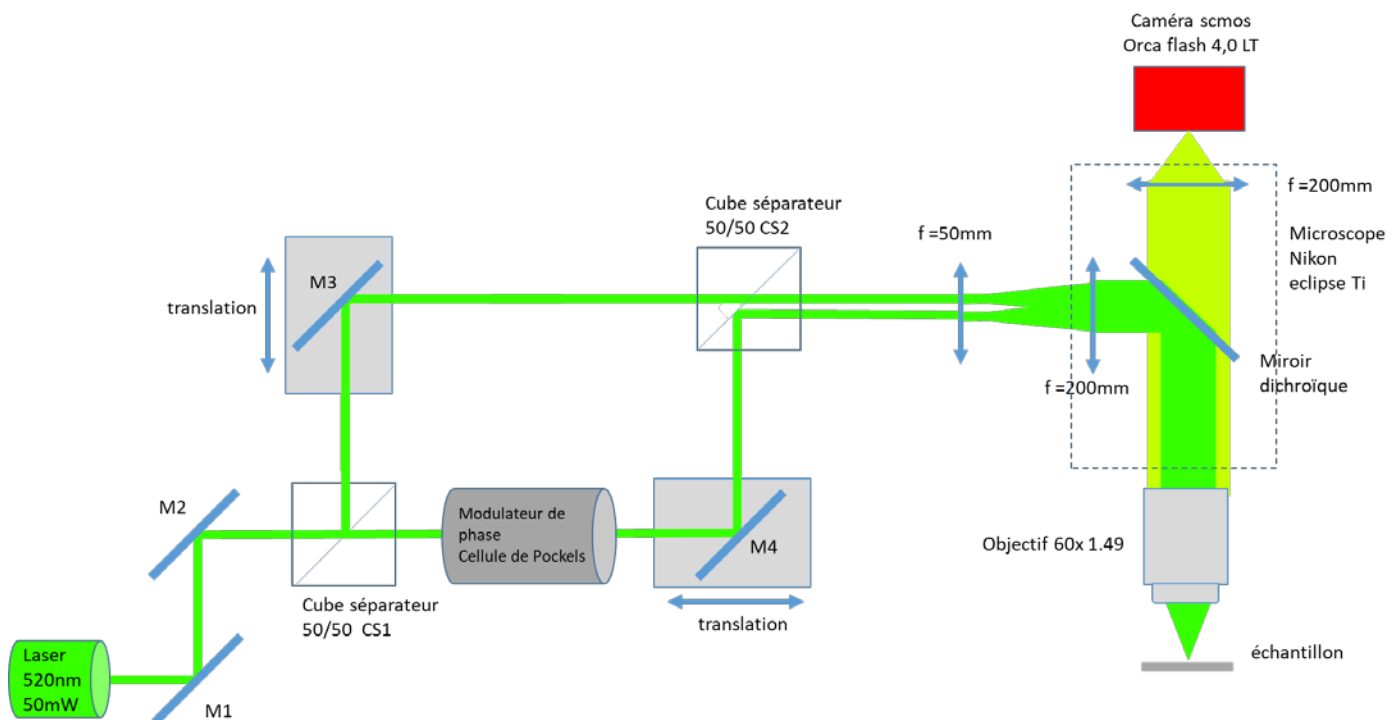 Caméra scmos
Orca flash 4,0 LT
f =200mm
Cube séparateur
50/50 CS2
f =50mm
Microscope
Nikon
eclipse Ti
M3
translation
Miroir
dichroïque
f =200mm
M2
Modulateur de
phase
Cellule de Pockels
M4
Objectif 60x 1.49
Cube séparateur
50/50 CS1
translation
échantillon
Laser
520nm
50mW
M1